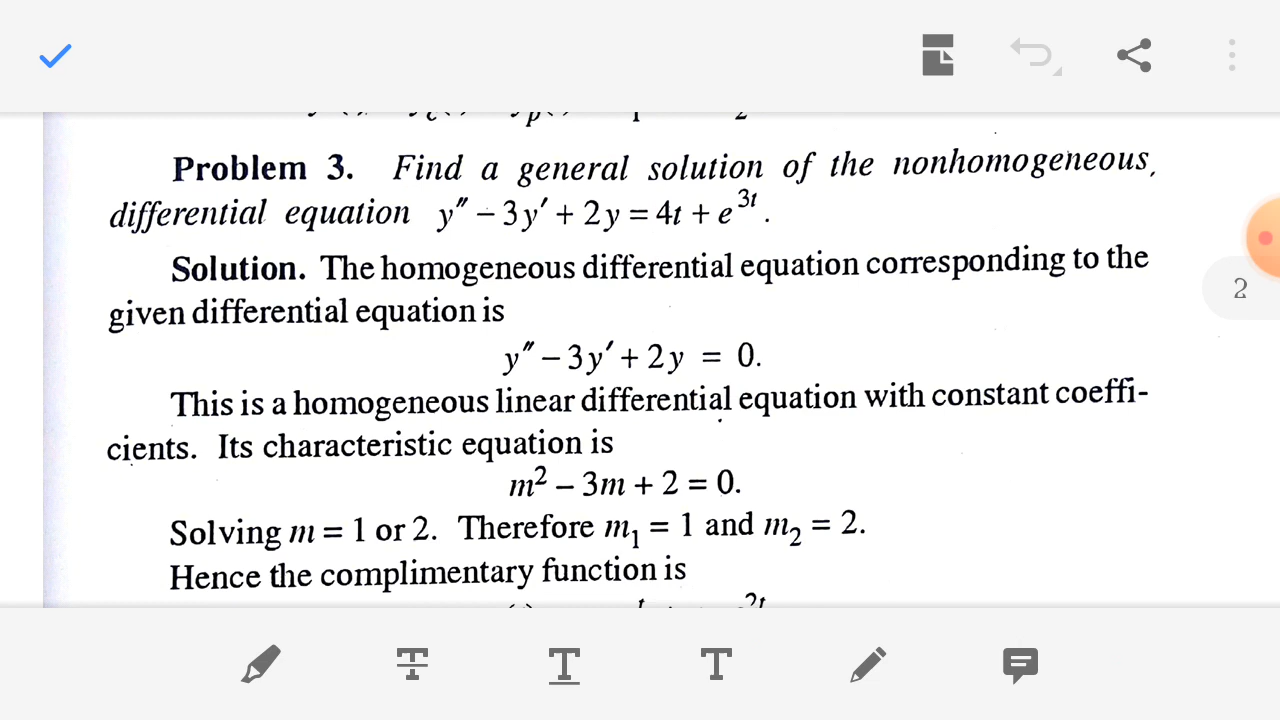 Problem 3. Find a general solution of the nonhomogeneous,
differential equation y″ – 3y′ + 2y = 4t + e^{3t}.
Solution. The homogeneous differential equation corresponding to the
given differential equation is
2
y″ – 3y′ + 2y = 0.
This is a homogeneous linear differential equation with constant coeffi-
cients. Its characteristic equation is
m² – 3m + 2 = 0.
Solving m = 1 or 2. Therefore m₁ = 1 and m₂ = 2.
Hence the complimentary function is